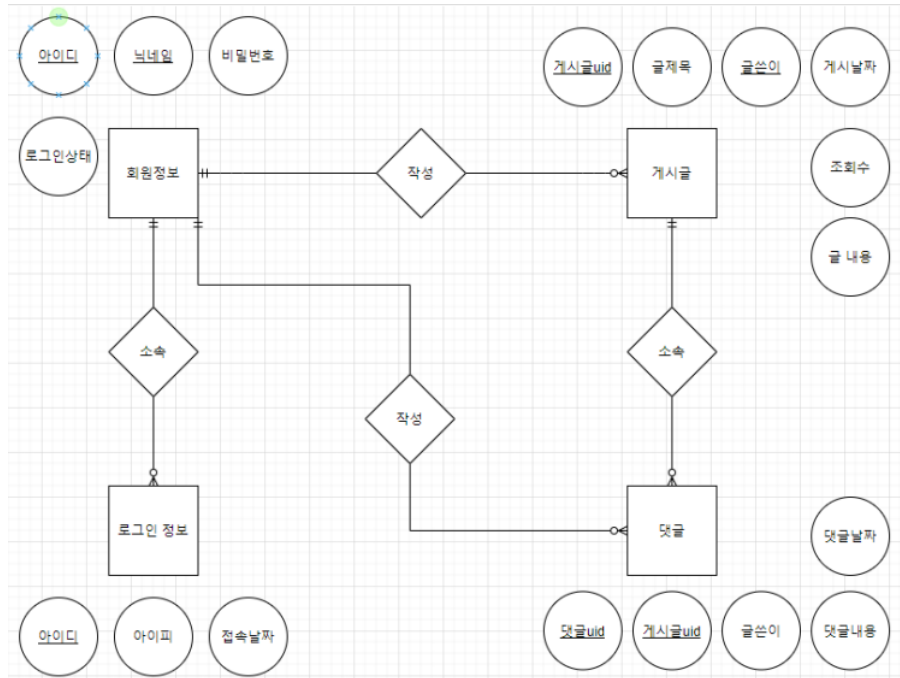 아이디
닉네임
비밀번호
게시글uid
글제목
글쓴이
게시날짜
로그인상태
회원정보
작성
게시글
조회수
글 내용
소속
소속
작성
로그인 정보
댓글
댓글날짜
아이디
아이피
접속날짜
댓글uid
게시글uid
글쓴이
댓글내용